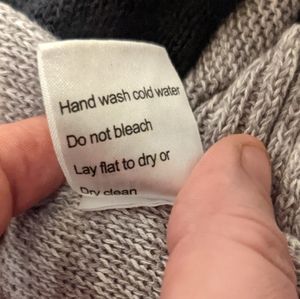 Hand wash cold water
Do not bleach
Lay flat to dry or
Dry clean